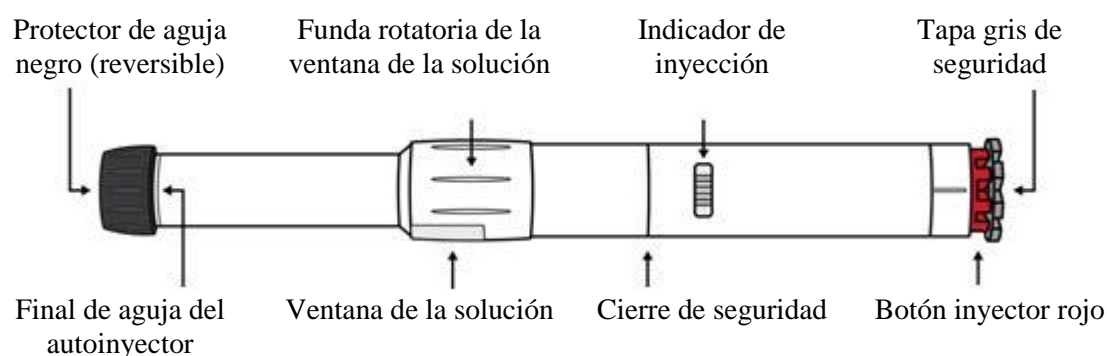 Protector de aguja
negro (reversible)
Funda rotatoria de la
ventana de la solución
Indicador de
inyección
Tapa gris de
seguridad
Final de aguja del
autoinyector
Ventana de la solución
Cierre de seguridad
Botón inyector rojo